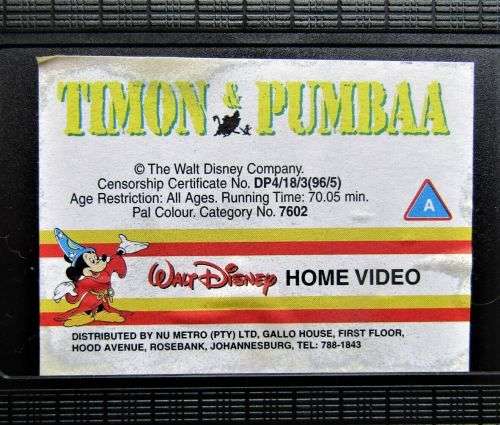 TIMON & PUMBAA
© The Walt Disney Company.
Censorship Certificate No. DP4/18/3(96/5)
Age Restriction: All Ages. Running Time: 70.05 min.
Pal Colour. Category No. 7602
A
WALT DISNEY HOME VIDEO
DISTRIBUTED BY NU METRO (PTY) LTD, GALLO HOUSE, FIRST FLOOR,
HOOD AVENUE, ROSEBANK, JOHANNESBURG, TEL: 788-1843